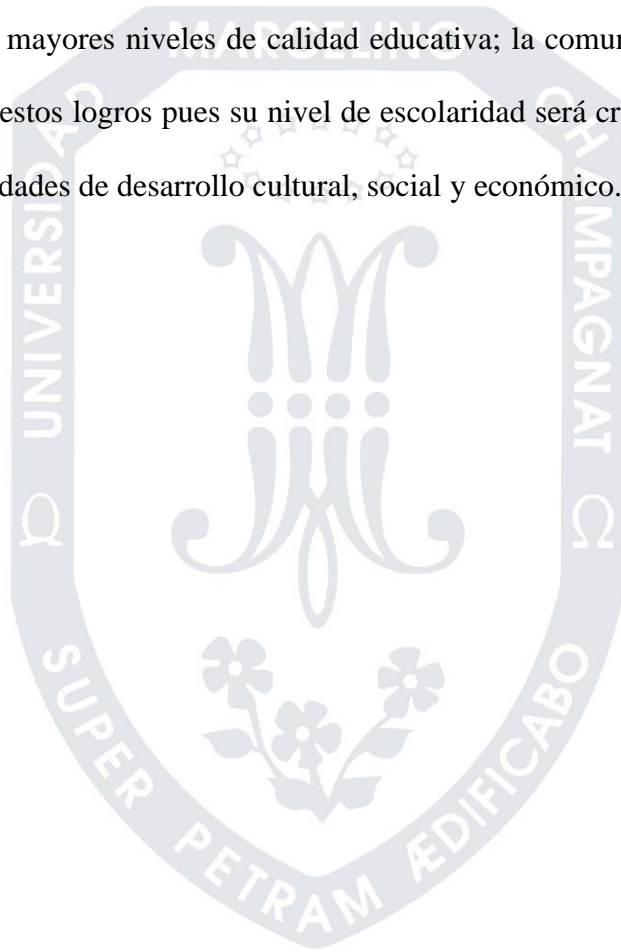 mayores niveles de calidad educativa; la comun
estos logros pues su nivel de escolaridad será cr
dades de desarrollo cultural, social y económico.
UNIVERSIDAD MARCELINO CHAMPAGNAT
Ω Ω
SUPER PETRAM ÆDIFICABO